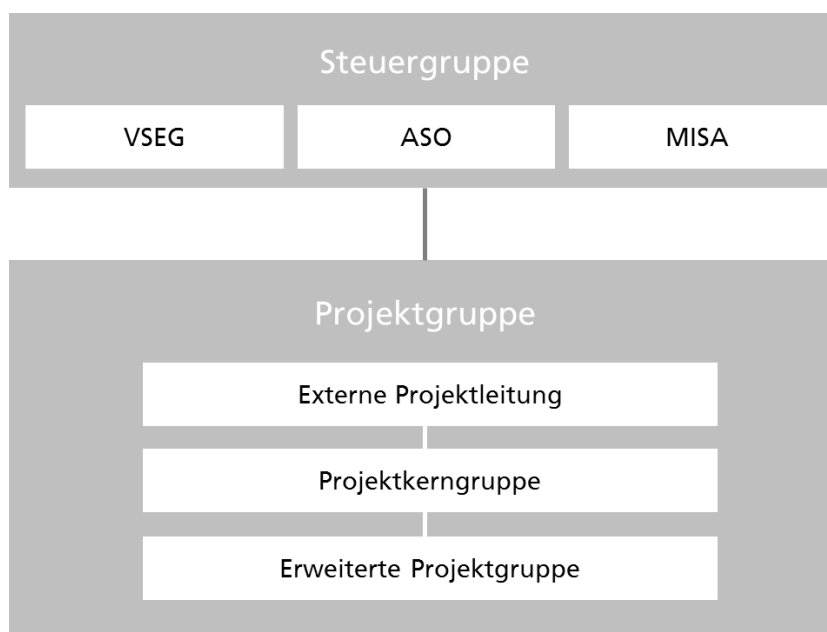 Steuergruppe
VSEG ASO MISA
Projektgruppe
Externe Projektleitung
Projektkerngruppe
Erweiterte Projektgruppe